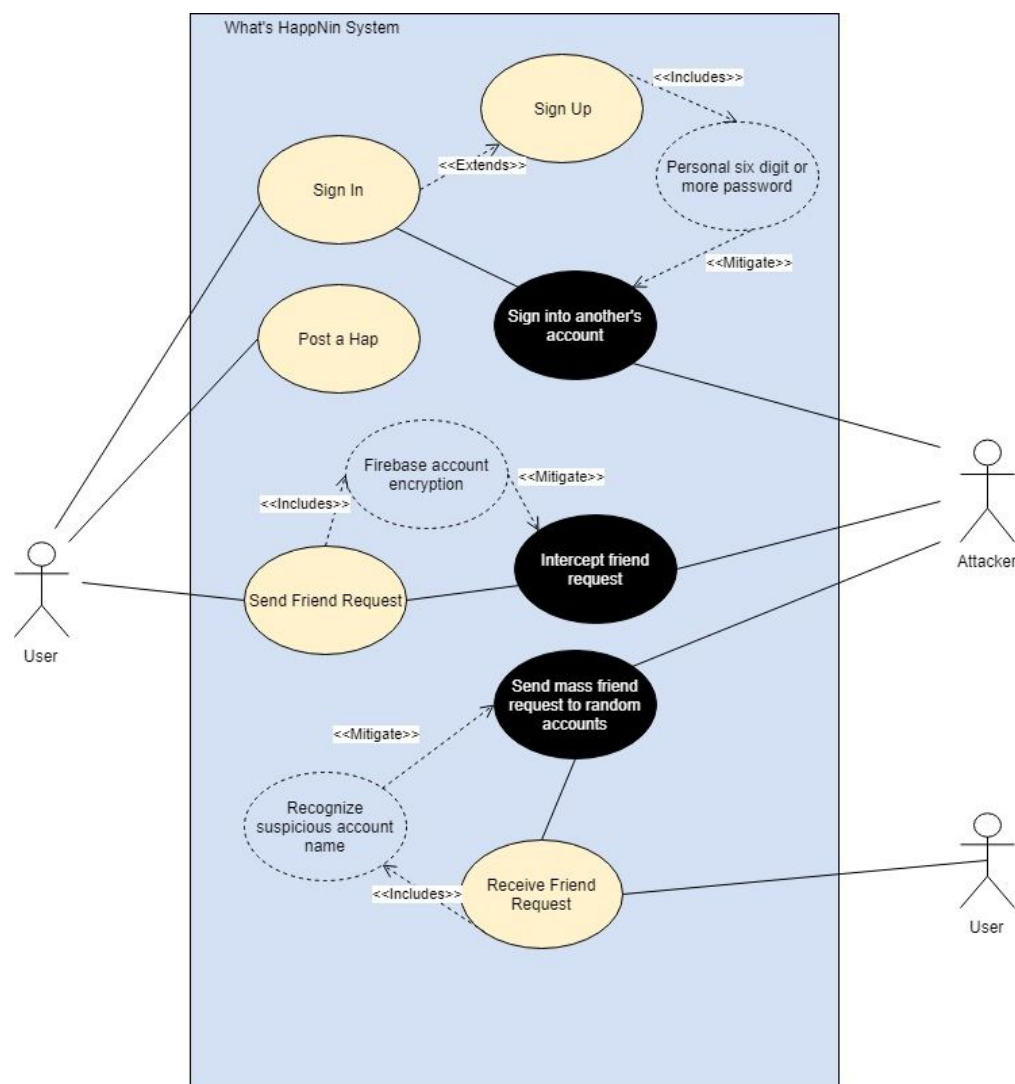 What's HappNin System
<<Includes>>
Sign Up
<<Extends>>
Personal six digit or
more password
Sign In
<<Mitigate>>
Sign into another's
account
Post a Hap
Firebase account
encryption
<<Mitigate>>
<<Includes>>
Intercept friend
request
Attacker
Send Friend Request
User
Send mass friend
request to random
accounts
<<Mitigate>>
Recognize
suspicious account
name
<<Includes>>
Receive Friend
Request
User